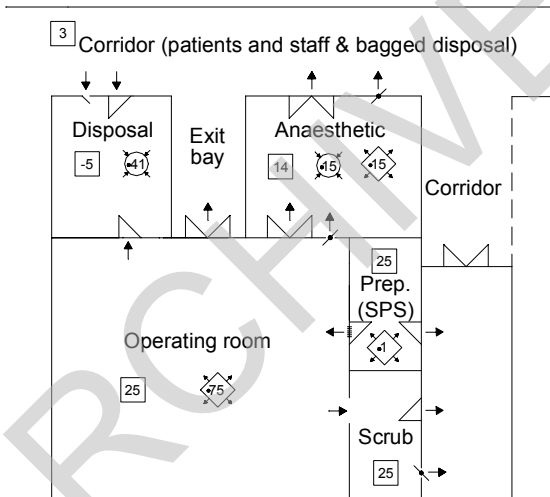 3 Corridor (patients and staff & bagged disposal)
Disposal
-5 .41
Exit
bay
Anaesthetic
14 .15 .15
Corridor
25
Prep.
(SPS)
.1
Operating room
25 .75
Scrub
25
RCHIVE